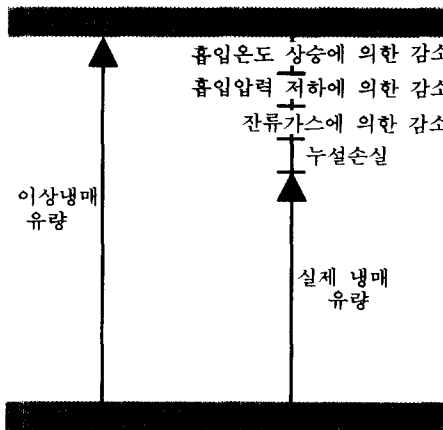 흡입온도 상승에 의한 감소
흡입압력 저하에 의한 감소
잔류가스에 의한 감소
누설손실
이상냉매
유량
실제 냉매
유량